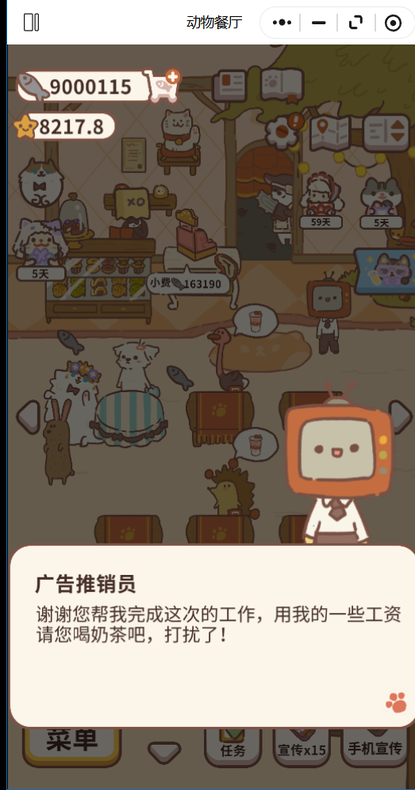 动物餐厅
9000115
8217.8
XO
59天
5天
5天
小费 163190
广告推销员
谢谢您帮我完成这次的工作，用我的一些工资
请您喝奶茶吧，打扰了！
菜单
任务
宣传x15
手机宣传